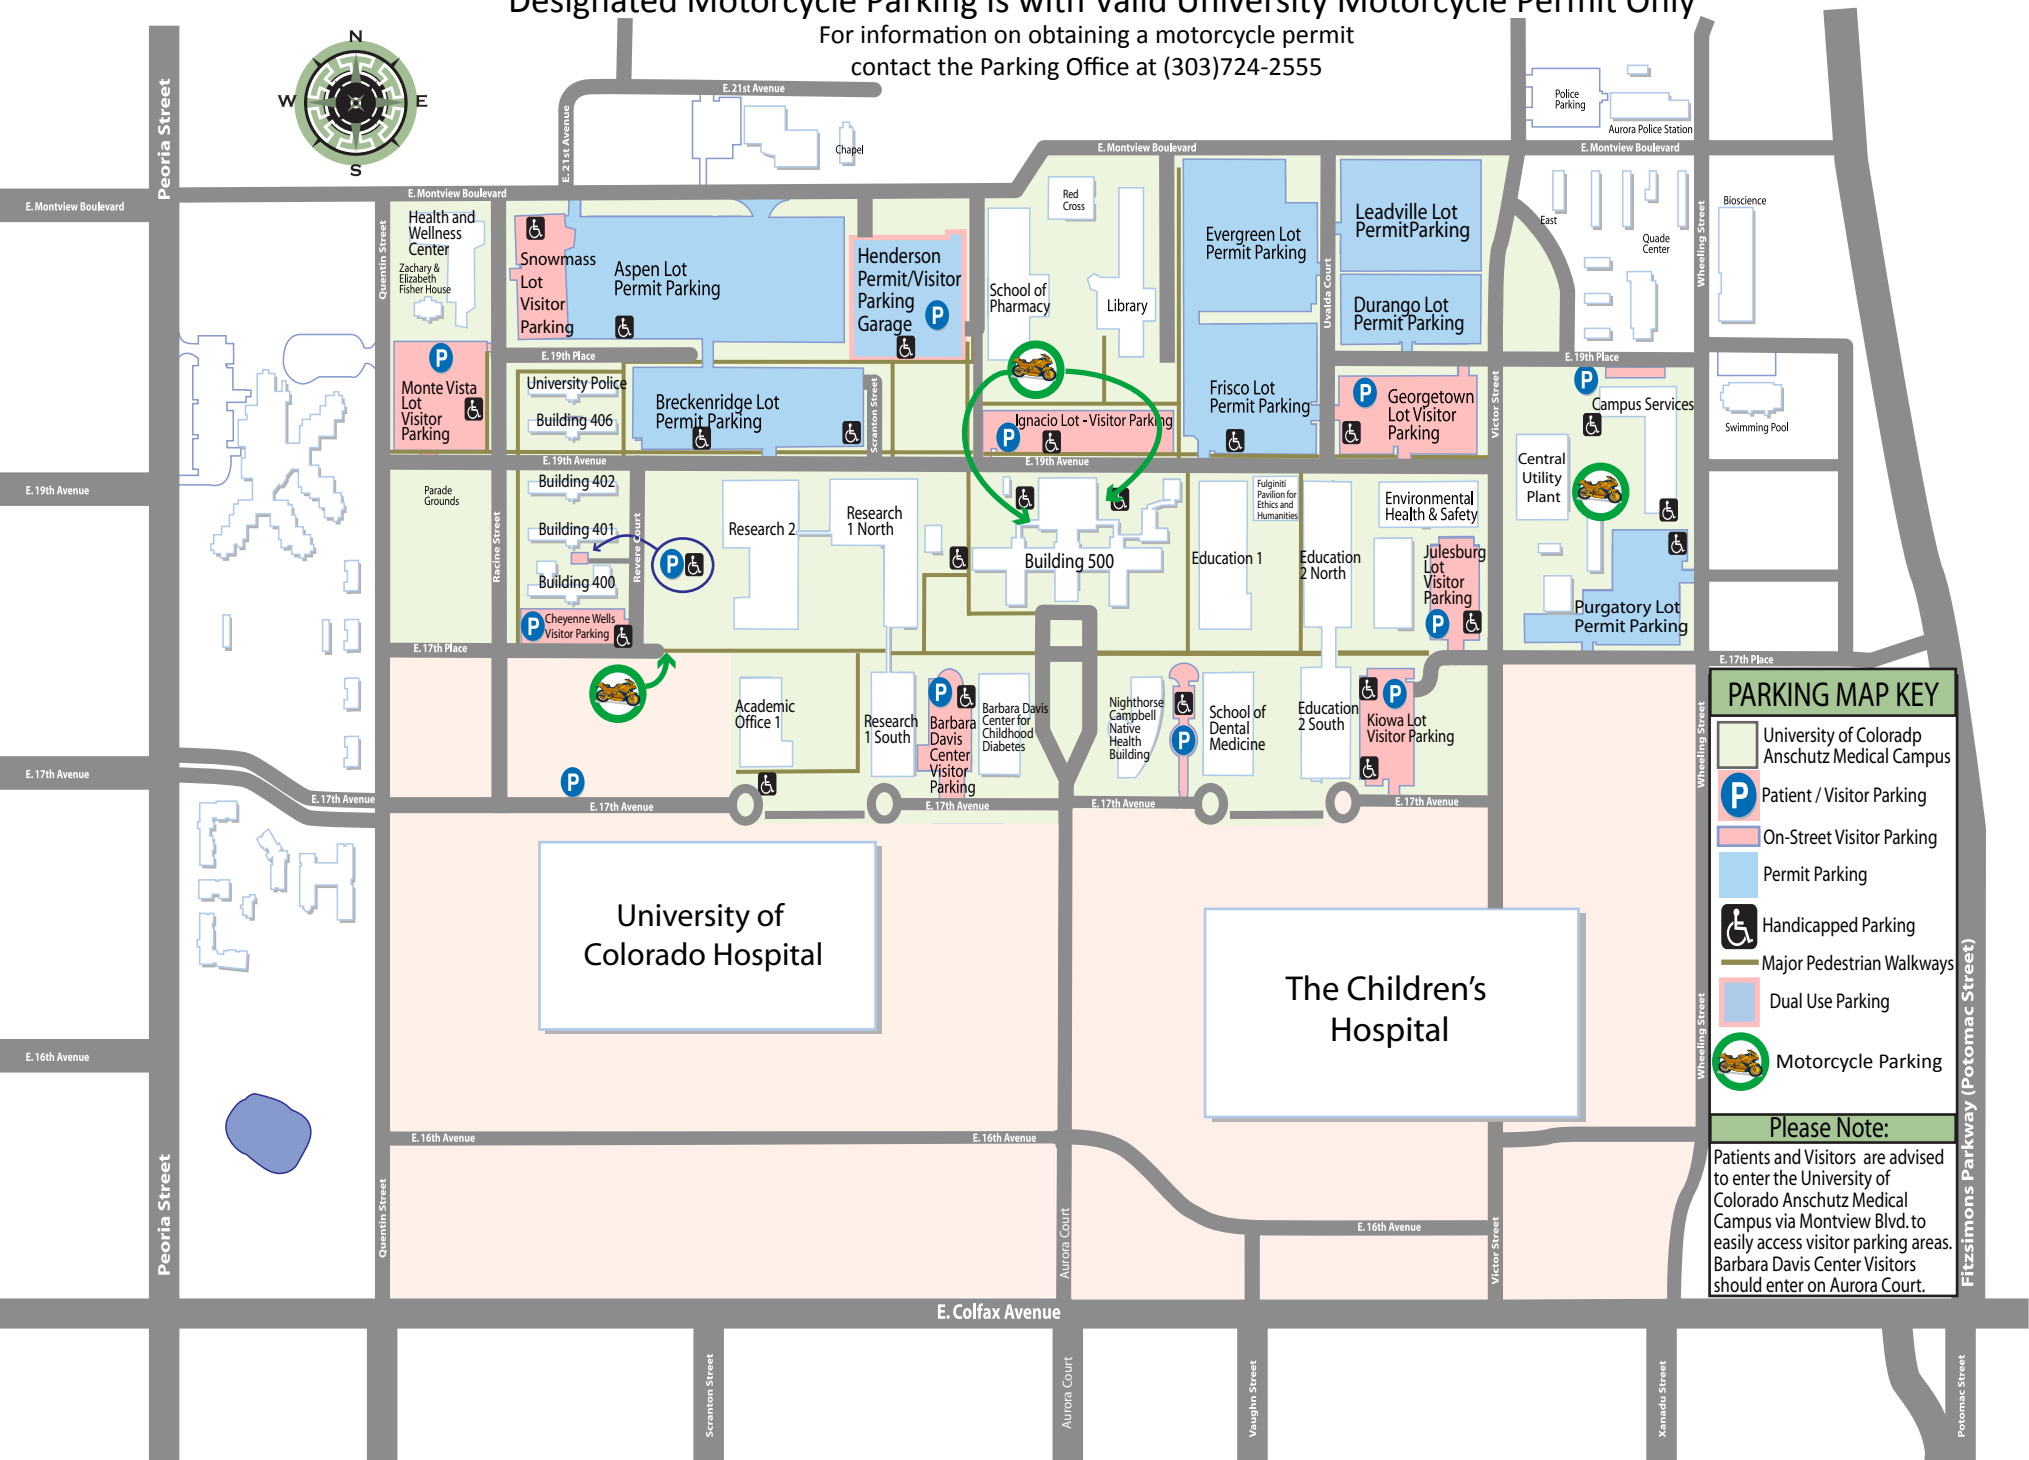 Designated Motorcycle Parking is with Valid University Motorcycle Permit Only
For information on obtaining a motorcycle permit
contact the Parking Office at (303)724-2555
N
W
E
S
Peoria Street
E. 21st Avenue
E. 21st Avenue
Chapel
Police
Parking
Aurora Police Station
E. Montview Boulevard
E. Montview Boulevard
E. Montview Boulevard
E. Montview Boulevard
Quentin Street
Health and
Wellness
Center
Zachary &
Elizabeth
Fisher House
Snowmass
Lot
Visitor
Parking
Aspen Lot
Permit Parking
Henderson
Permit/Visitor
Parking
Garage
P
School of
Pharmacy
Red
Cross
Library
Evergreen Lot
Permit Parking
Uvalda Court
Leadville Lot
PermitParking
Durango Lot
Permit Parking
East
Quade
Center
Wheeling Street
Bioscience
E. 19th Place
E. 19th Place
P
Monte Vista
Lot
Visitor
Parking
University Police
Building 406
Breckenridge Lot
Permit Parking
Scranton Street
P
Ignacio Lot - Visitor Parking
Frisco Lot
Permit Parking
P
Georgetown
Lot Visitor
Parking
Victor Street
P
Campus Services
Swimming Pool
E. 19th Avenue
E. 19th Avenue
E. 19th Avenue
Parade
Grounds
Racine Street
Building 402
Building 401
Building 400
Revere Court
P
P
Cheyenne Wells
Visitor Parking
Research 2
Research
1 North
Building 500
Education 1
Fulginiti
Pavilion for
Ethics and
Humanities
Education
2 North
Environmental
Health & Safety
Julesburg
Lot
Visitor
Parking
P
Central
Utility
Plant
Purgatory Lot
Permit Parking
E. 17th Place
E. 17th Place
Academic
Office 1
Research
1 South
P
Barbara
Davis
Center
Visitor
Parking
Barbara Davis
Center for
Childhood
Diabetes
Nighthorse
Campbell
Native
Health
Building
P
School of
Dental
Medicine
Education
2 South
P
Kiowa Lot
Visitor Parking
P
E. 17th Avenue
E. 17th Avenue
E. 17th Avenue
E. 17th Avenue
E. 17th Avenue
E. 17th Avenue
Wheeling Street
University of
Colorado Hospital
The Children's
Hospital
Wheeling Street
E. 16th Avenue
E. 16th Avenue
E. 16th Avenue
E. 16th Avenue
Peoria Street
Quentin Street
Aurora Court
Victor Street
E. Colfax Avenue
Scranton Street
Aurora Court
Vaughn Street
Xanadu Street
Potomac Street
Fitzsimons Parkway (Potomac Street)
PARKING MAP KEY
University of Coloradp
Anschutz Medical Campus
P
Patient / Visitor Parking
On-Street Visitor Parking
Permit Parking
Handicapped Parking
Major Pedestrian Walkways
Dual Use Parking
Motorcycle Parking
Please Note:
Patients and Visitors are advised
to enter the University of
Colorado Anschutz Medical
Campus via Montview Blvd. to
easily access visitor parking areas.
Barbara Davis Center Visitors
should enter on Aurora Court.